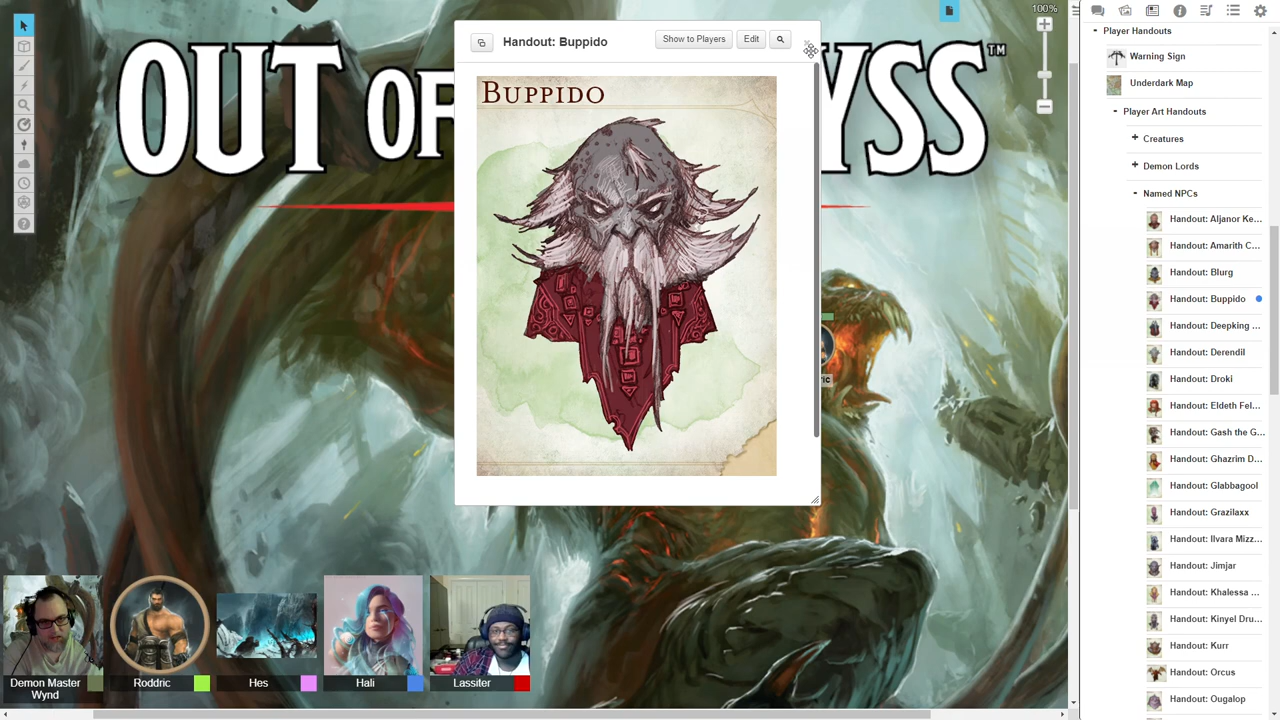 OUT OF
YSS™
Handout: Buppido
Show to Players
Edit
BUPPIDO
ric
100%
Player Handouts
Warning Sign
Underdark Map
Player Art Handouts
Creatures
Demon Lords
Named NPCs
Handout: Aljanor Ke...
Handout: Amarith C...
Handout: Blurg
Handout: Buppido
Handout: Deepking ...
Handout: Derendil
Handout: Droki
Handout: Eldeth Fel...
Handout: Gash the G...
Handout: Ghazrim D...
Handout: Glabbagool
Handout: Grazilaxx
Handout: Ilvara Mizz...
Handout: Jimjar
Handout: Khalessa ...
Handout: Kinyel Dru...
Handout: Kurr
Handout: Orcus
Handout: Ougalop
Demon Master
Wynd
Roddric
Hes
Hali
Lassiter